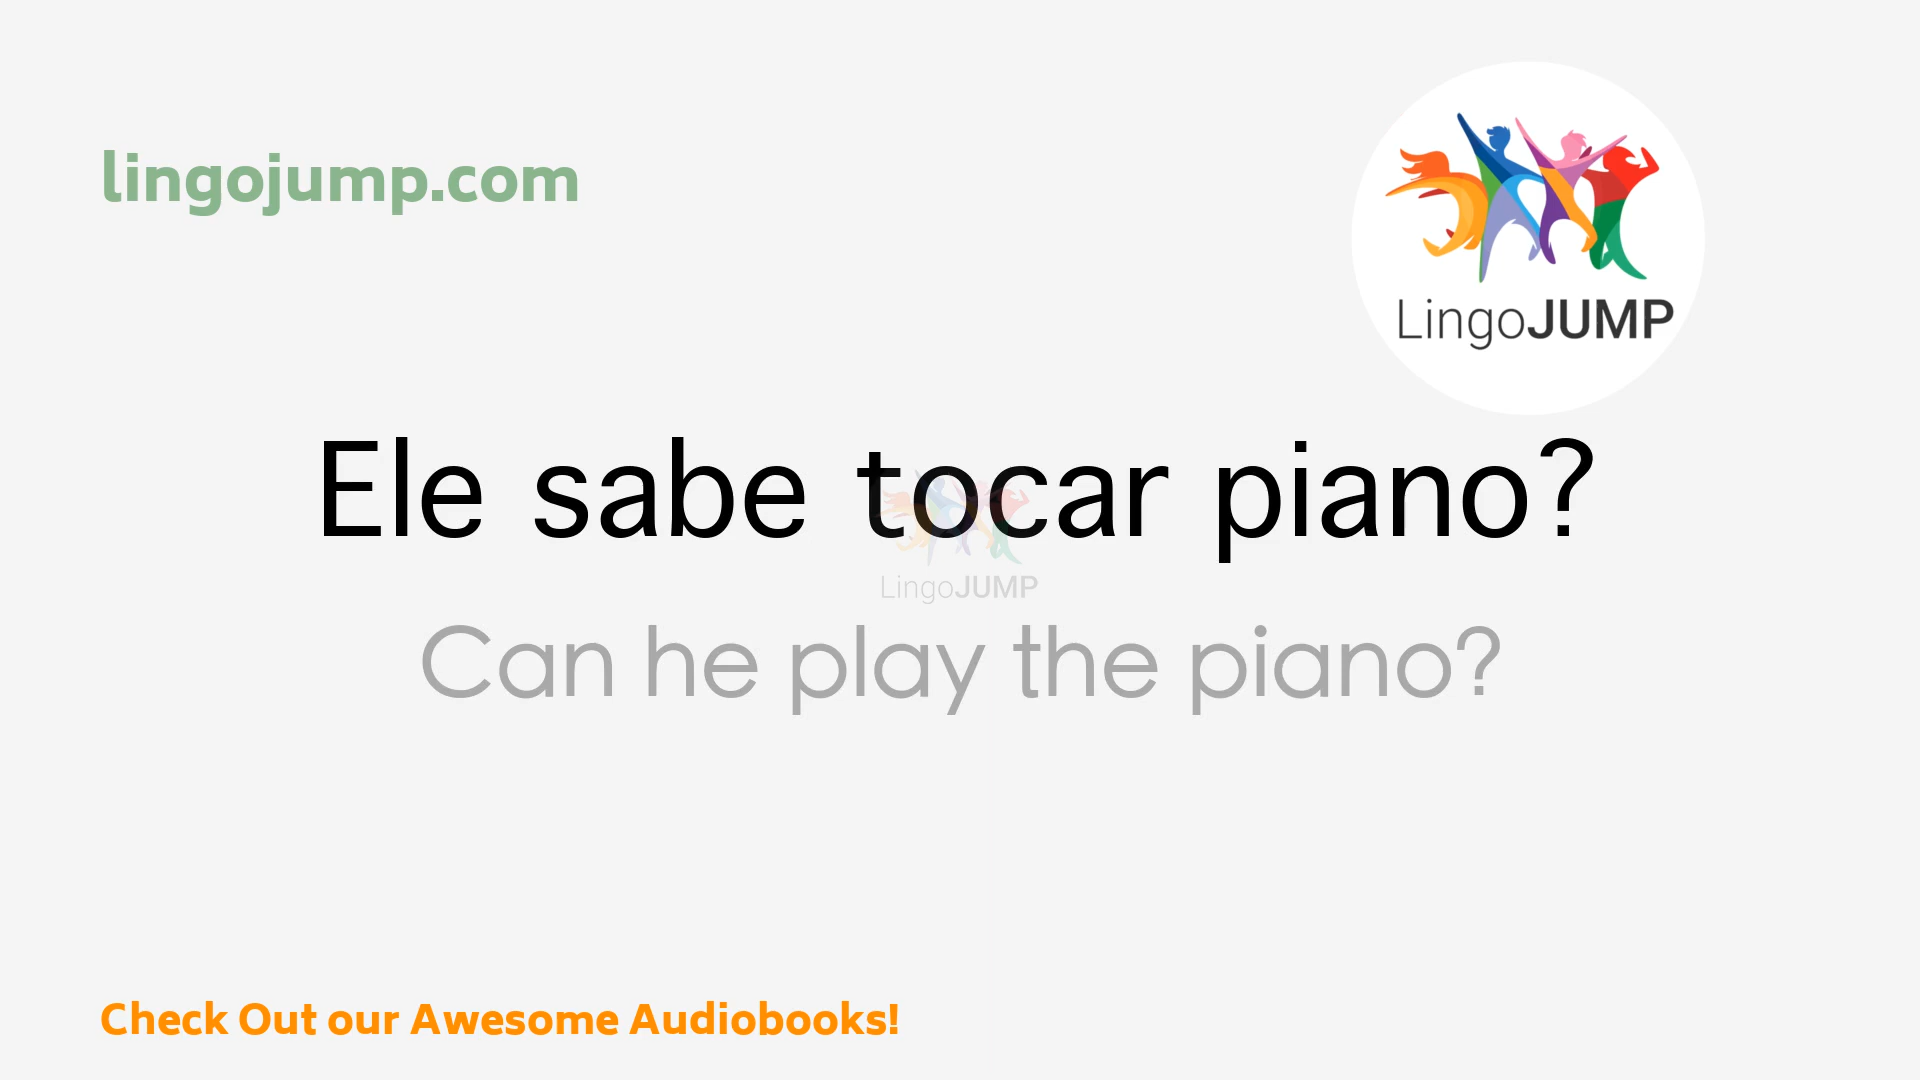 lingojump.com
LingoJUMP
Ele sabe tocar piano?
LingoJUMP
Can he play the piano?
Check Out our Awesome Audiobooks!